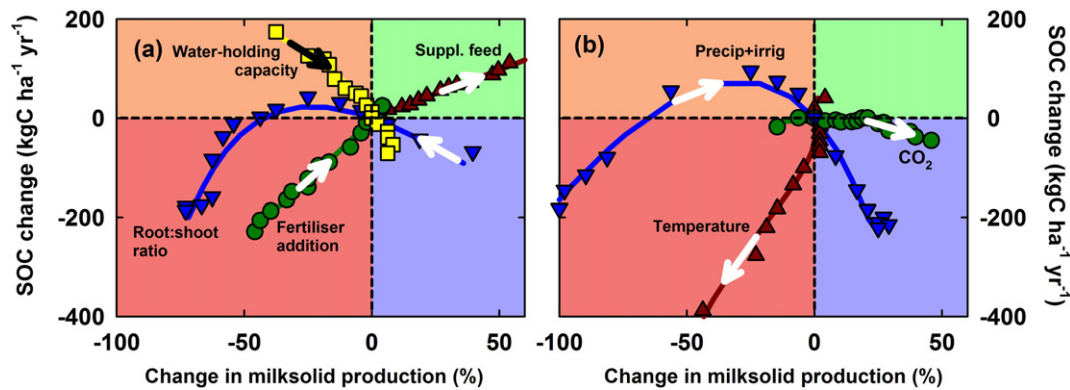 200
100
0
-200
-400
SOC change (kgC ha⁻¹ yr⁻¹)
(a)
Water-holding
capacity
Suppl. feed
Root:shoot
ratio
Fertiliser
addition
-100
-50
0
50
Change in milksolid production (%)
(b)
Precip+irrig
CO₂
Temperature
-100
-50
0
50
Change in milksolid production (%)
200
100
0
-200
-400
SOC change (kgC ha⁻¹ yr⁻¹)